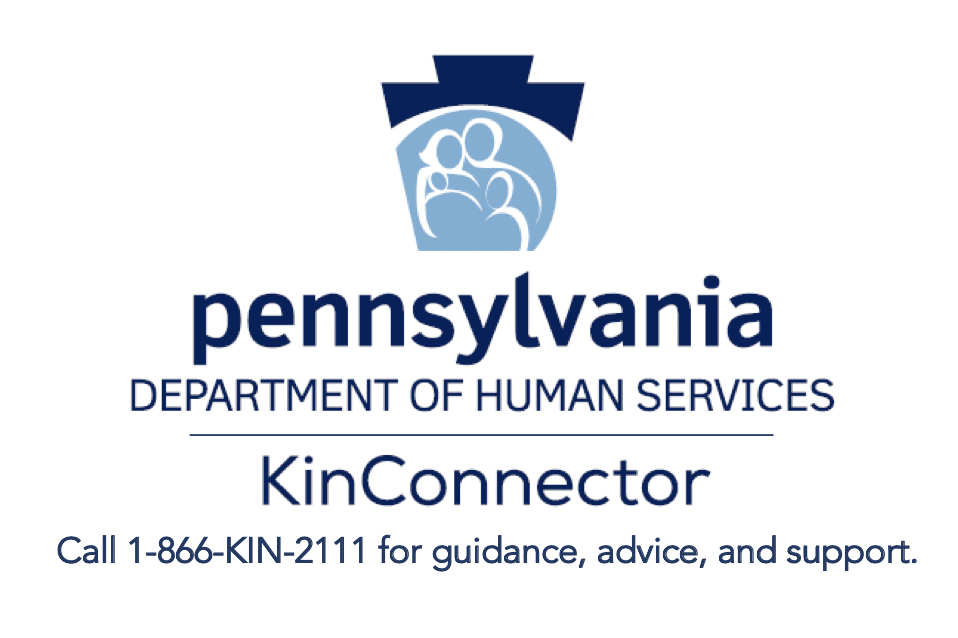 pennsylvania
DEPARTMENT OF HUMAN SERVICES
KinConnector
Call 1-866-KIN-2111 for guidance, advice, and support.